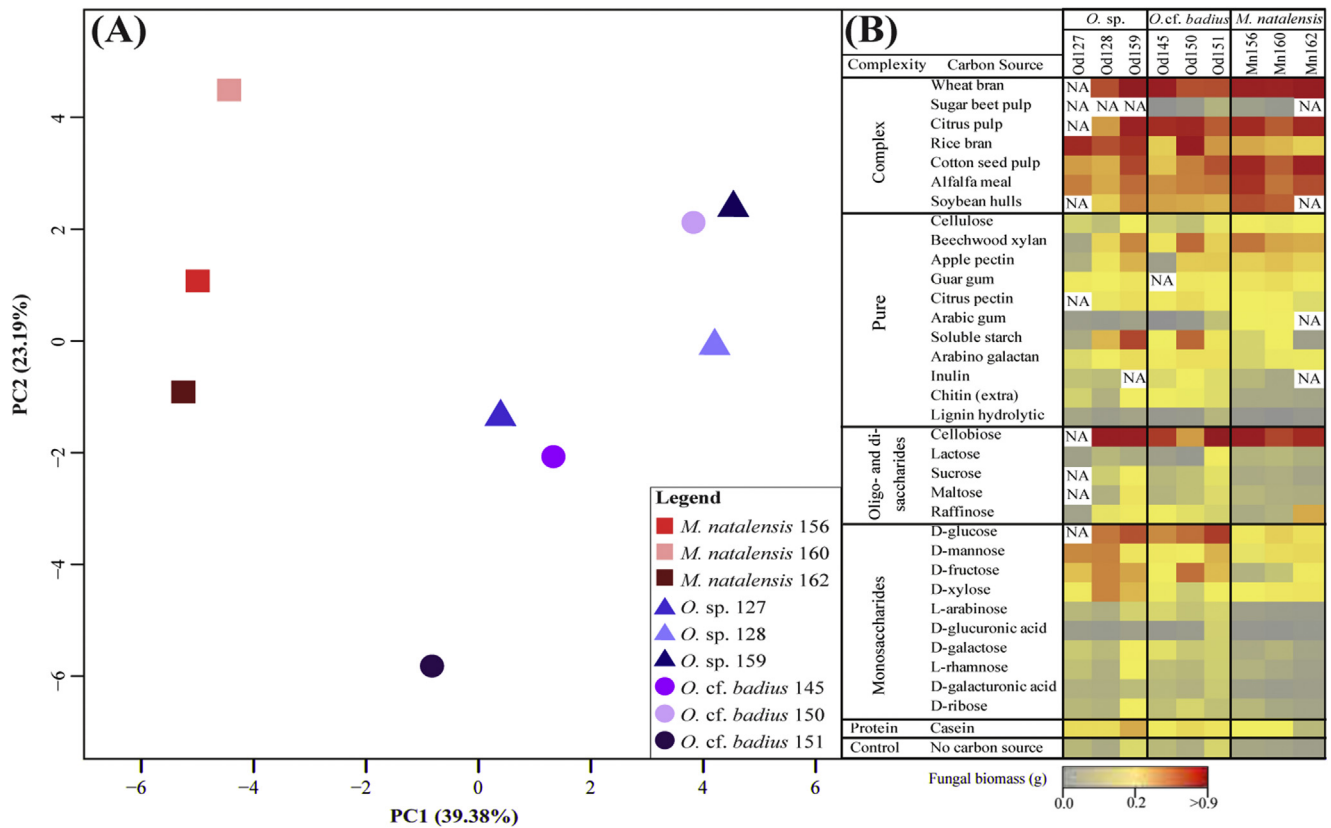 (A)
4
2
0
−2
−4
−6
PC2 (23.19%)
−6 −4 −2 0 2 4 6
PC1 (39.38%)
Legend
M. natalensis 156
M. natalensis 160
M. natalensis 162
O. sp. 127
O. sp. 128
O. sp. 159
O. cf. badius 145
O. cf. badius 150
O. cf. badius 151
(B)
O. sp. O.cf. badius M. natalensis
Complexity Carbon Source Od127 Od128 Od159 Od145 Od150 Od151 Mn156 Mn160 Mn162
Complex
Wheat bran NA
Sugar beet pulp NA NA NA NA
Citrus pulp NA
Rice bran
Cotton seed pulp
Alfalfa meal
Soybean hulls NA NA
Pure
Cellulose
Beechwood xylan
Apple pectin
Guar gum NA
Citrus pectin NA
Arabic gum NA
Soluble starch
Arabino galactan
Inulin NA NA
Chitin (extra)
Lignin hydrolytic
Oligo- and di-
saccharides
Cellobiose NA
Lactose
Sucrose NA
Maltose NA
Raffinose
Monosaccharides
D-glucose NA
D-mannose
D-fructose
D-xylose
L-arabinose
D-glucuronic acid
D-galactose
L-rhamnose
D-galacturonic acid
D-ribose
Protein Casein
Control No carbon source
Fungal biomass (g)
0.0 0.2 >0.9